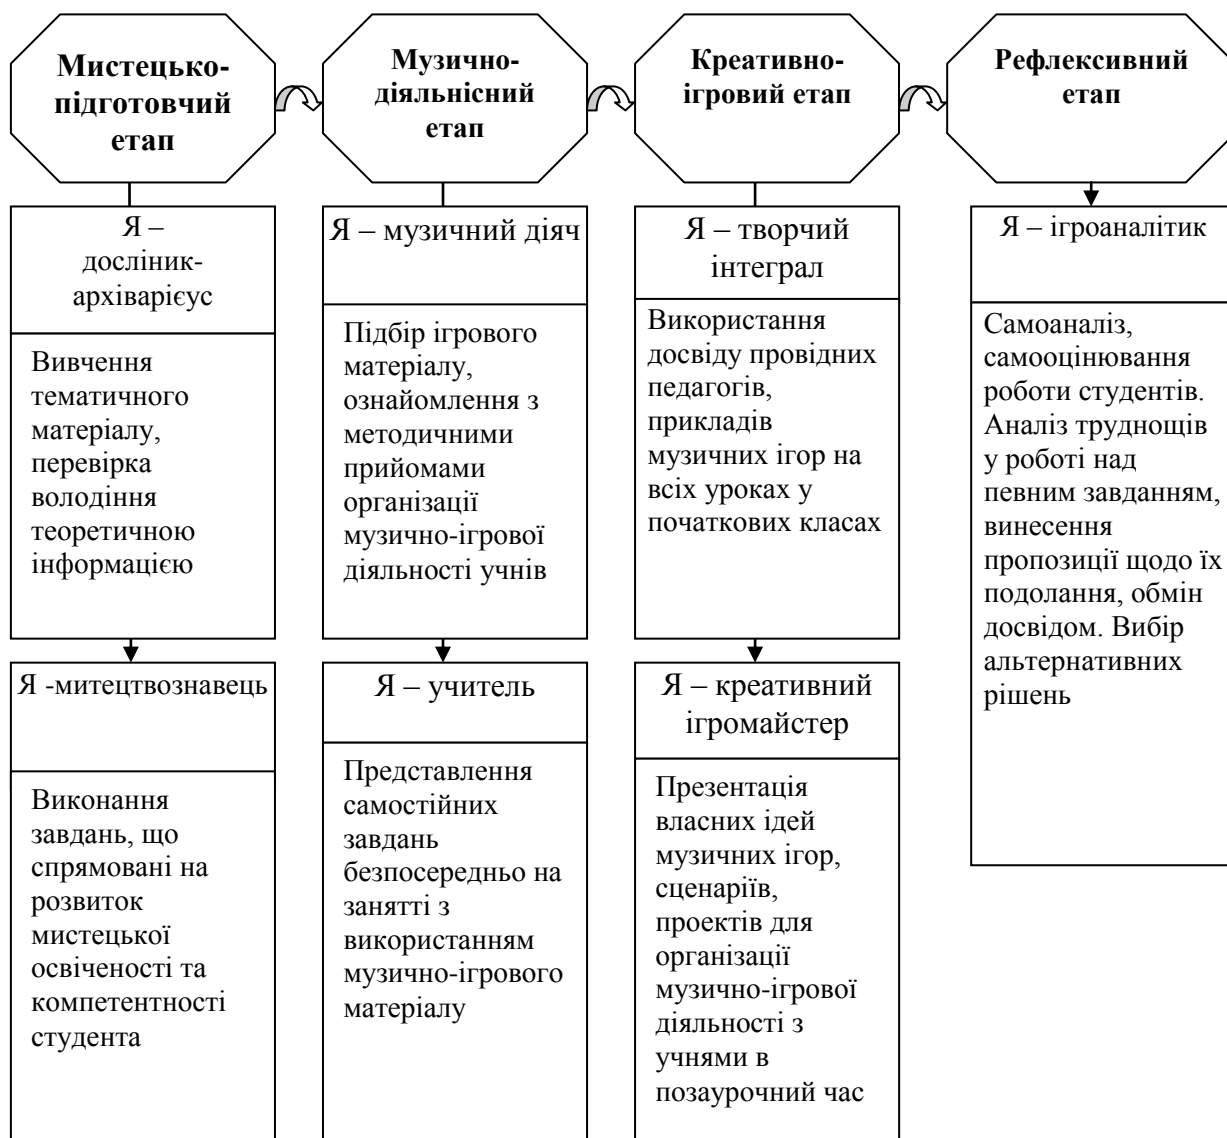 Мистецько-
підготовчий
етап
Музично-
діяльнісний
етап
Креативно-
ігровий етап
Рефлексивний
етап
Я –
досліник-
архіварієус
Вивчення
тематичного
матеріалу,
перевірка
володіння
теоретичною
інформацією
Я -митецтвознавець
Виконання
завдань, що
спрямовані на
розвиток
мистецької
освіченості та
компетентності
студента
Я – музичний діяч
Підбір ігрового
матеріалу,
ознайомлення з
методичними
прийомами
організації
музично-ігрової
діяльності учнів
Я – учитель
Представлення
самостійних
завдань
безпосередньо на
занятті з
використанням
музично-ігрового
матеріалу
Я – творчий
інтеграл
Використання
досвіду провідних
педагогів,
прикладів
музичних ігор на
всіх уроках у
початкових класах
Я – креативний
ігромайстер
Презентація
власних ідей
музичних ігор,
сценаріїв,
проектів для
організації
музично-ігрової
діяльності з
учнями в
позаурочний час
Я – ігроаналітик
Самоаналіз,
самооцінювання
роботи студентів.
Аналіз труднощів
у роботі над
певним завданням,
винесення
пропозиції щодо їх
подолання, обмін
досвідом. Вибір
альтернативних
рішень